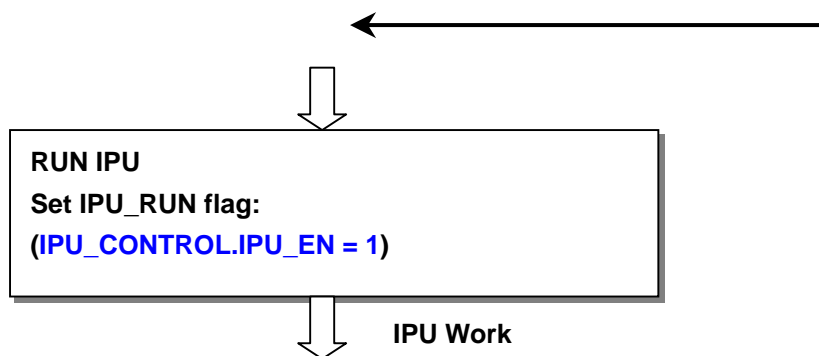 RUN IPU
Set IPU_RUN flag:
(IPU_CONTROL.IPU_EN = 1)
IPU Work